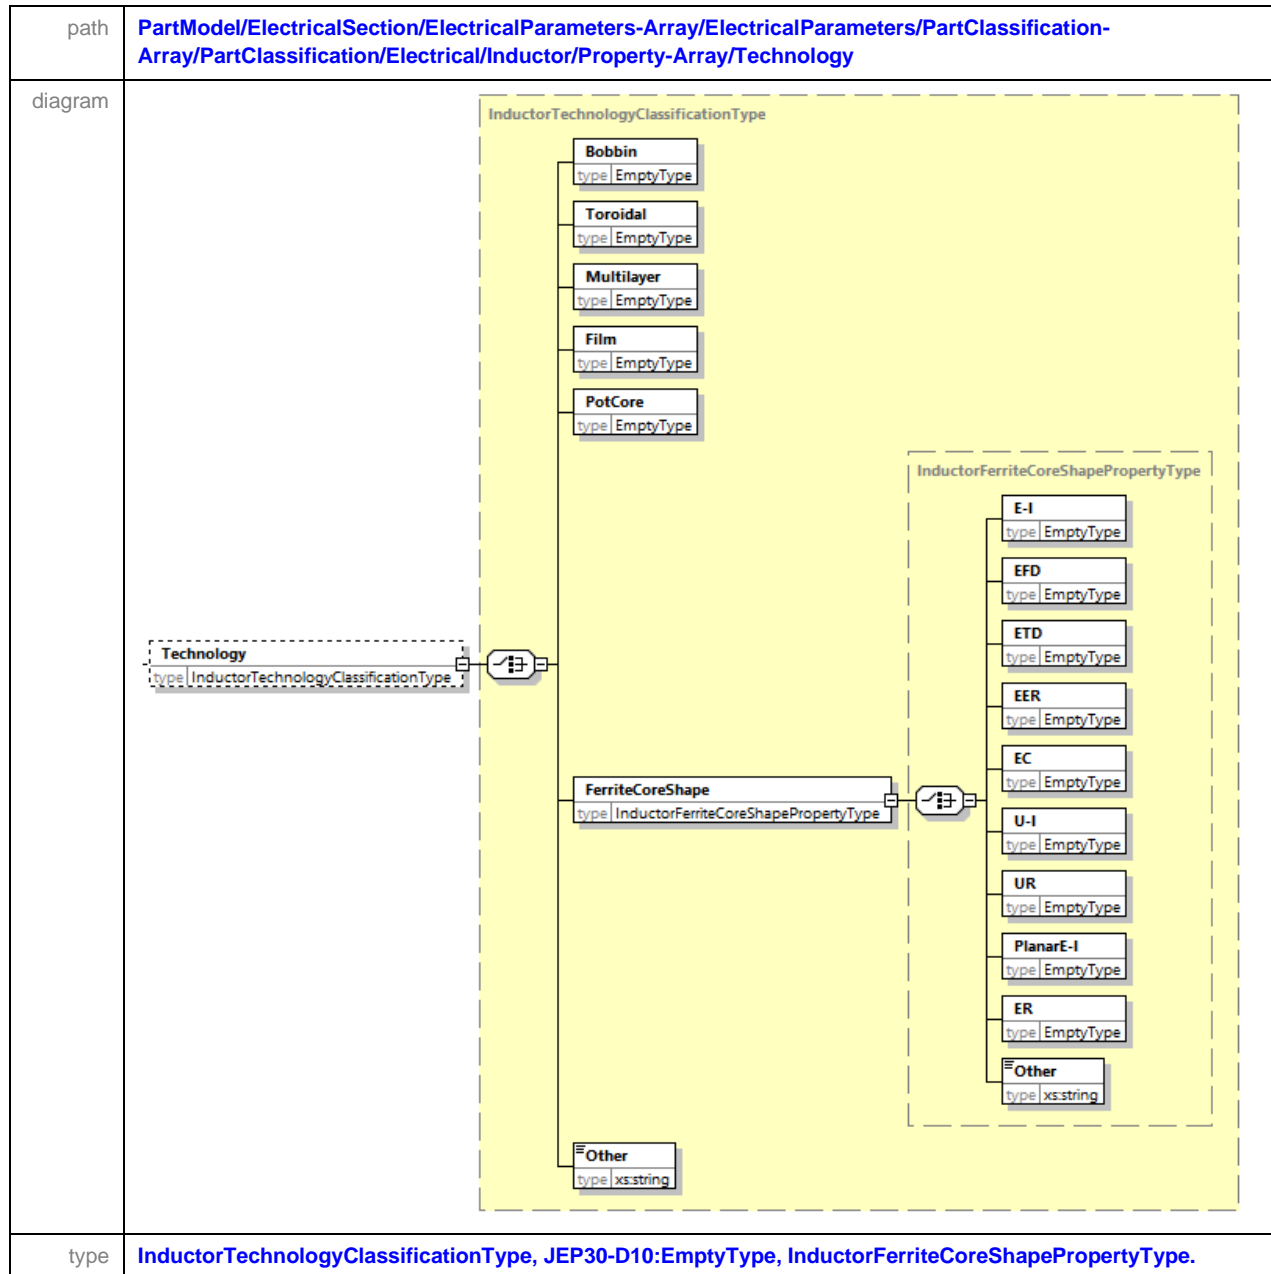 path
PartModel/ElectricalSection/ElectricalParameters-Array/ElectricalParameters/PartClassification-
Array/PartClassification/Electrical/Inductor/Property-Array/Technology
diagram
InductorTechnologyClassificationType
Bobbin
type EmptyType
Toroidal
type EmptyType
Multilayer
type EmptyType
Film
type EmptyType
PotCore
type EmptyType
InductorFerriteCoreShapePropertyType
E-I
type EmptyType
EFD
type EmptyType
ETD
type EmptyType
Technology
type InductorTechnologyClassificationType
EER
type EmptyType
EC
type EmptyType
FerriteCoreShape
type InductorFerriteCoreShapePropertyType
U-I
type EmptyType
UR
type EmptyType
PlanarE-I
type EmptyType
ER
type EmptyType
Other
type xs:string
Other
type xs:string
type
InductorTechnologyClassificationType, JEP30-D10:EmptyType, InductorFerriteCoreShapePropertyType.